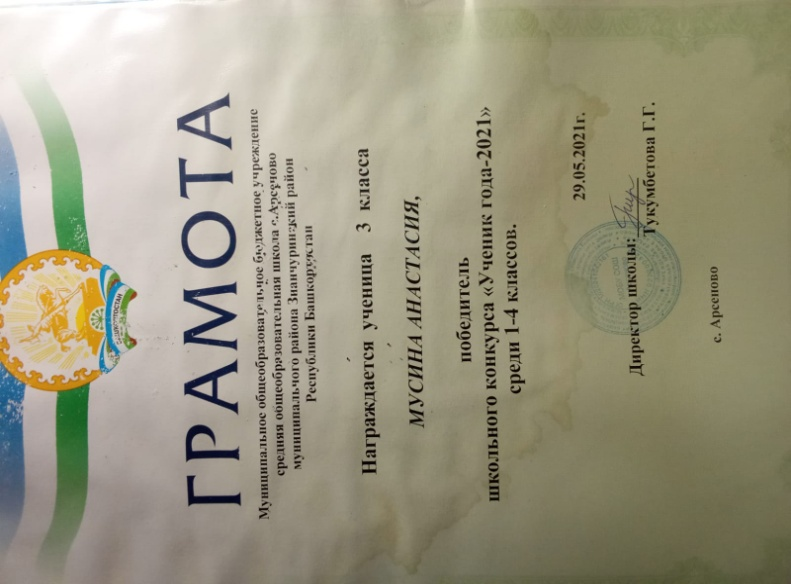 БАШКОРТОСТАН
ГРАМОТА
Муниципальное общеобразовательное бюджетное учреждение
средняя общеобразовательная школа с.Арсеново
муниципального района Зианчуринский район
Республики Башкортостан
Награждается ученица 3 класса
МУСИНА АНАСТАСИЯ,
победитель
школьного конкурса «Ученик года-2021»
среди 1-4 классов.
29.05.2021г.
Директор школы:
Тукумбетова Г.Г.
с. Арсеново